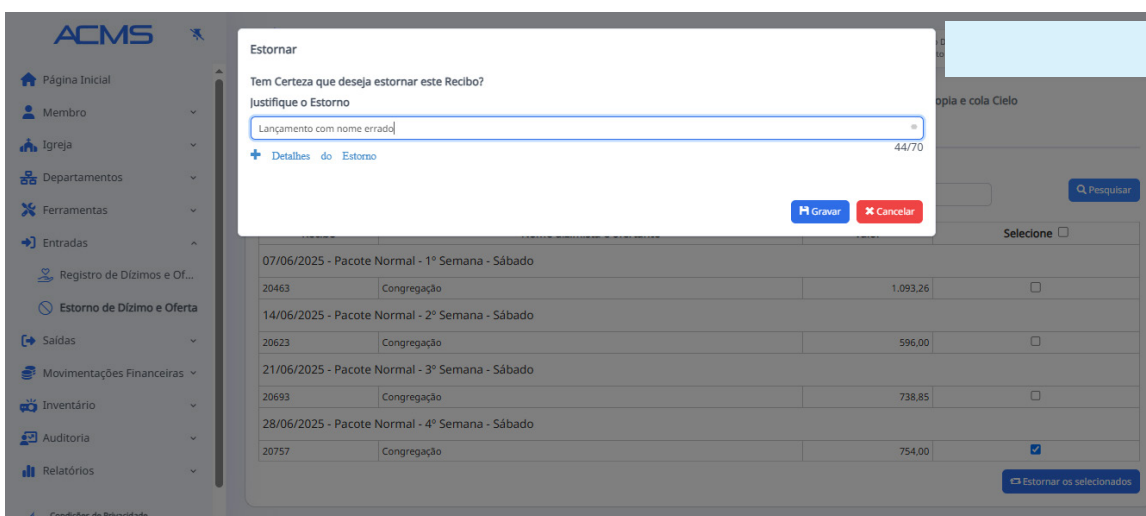 ACMS
Página Inicial
Membro
Igreja
Departamentos
Ferramentas
Entradas
Registro de Dízimos e Of...
Estorno de Dízimo e Oferta
Saídas
Movimentações Financeiras
Inventário
Auditoria
Relatórios
Condições de Privacidade
Estornar
Tem Certeza que deseja estornar este Recibo?
Justifique o Estorno
Lançamento com nome errado
44/70
Detalhes do Estorno
Gravar
Cancelar
opia e cola Cielo
Pesquisar
Selecione
07/06/2025 - Pacote Normal - 1º Semana - Sábado
20463 Congregação 1.093,26
14/06/2025 - Pacote Normal - 2º Semana - Sábado
20623 Congregação 596,00
21/06/2025 - Pacote Normal - 3º Semana - Sábado
20693 Congregação 738,85
28/06/2025 - Pacote Normal - 4º Semana - Sábado
20757 Congregação 754,00
Estornar os selecionados